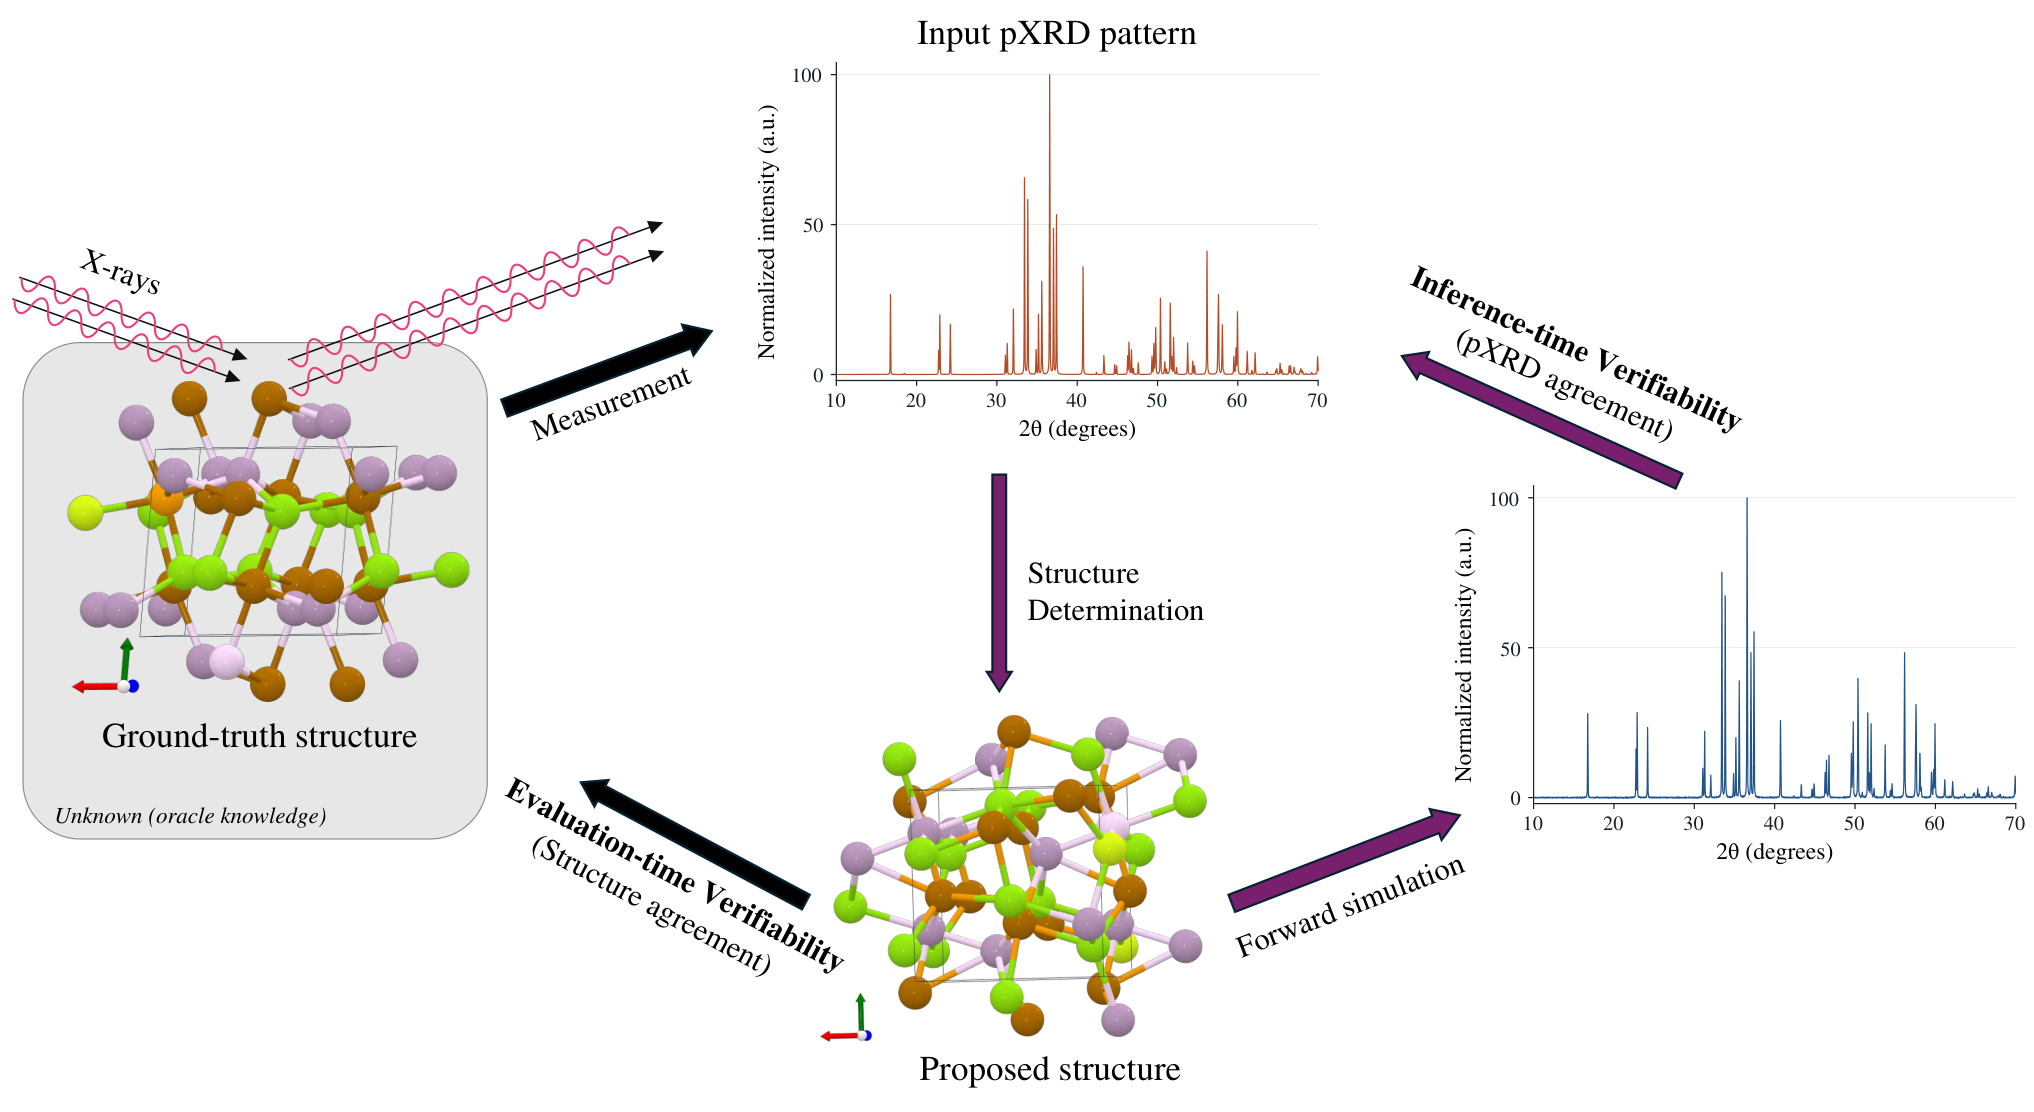 Input pXRD pattern
Normalized intensity (a.u.)
100
50
0
10 20 30 40 50 60 70
2θ (degrees)
X-rays
Measurement
Ground-truth structure
Unknown (oracle knowledge)
Structure
Determination
Inference-time Verifiability
(pXRD agreement)
Normalized intensity (a.u.)
100
50
0
10 20 30 40 50 60 70
2θ (degrees)
Evaluation-time Verifiability
(Structure agreement)
Forward simulation
Proposed structure